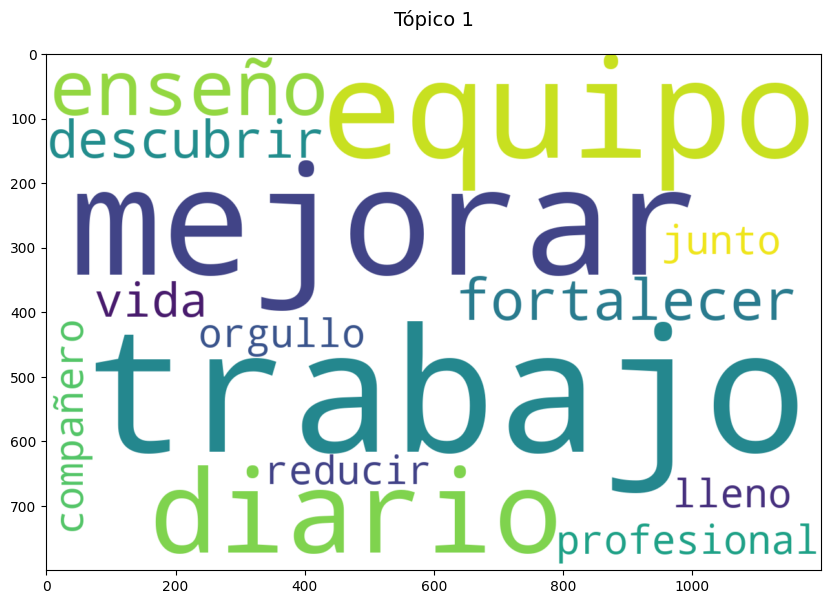 Tópico 1
0
100
200
300
400
500
600
700
enseño
equipo
descubrir
mejorar
junto
vida
fortalecer
orgullo
compañero
trabajo
reducir
lleno
diario
profesional
0 200 400 600 800 1000